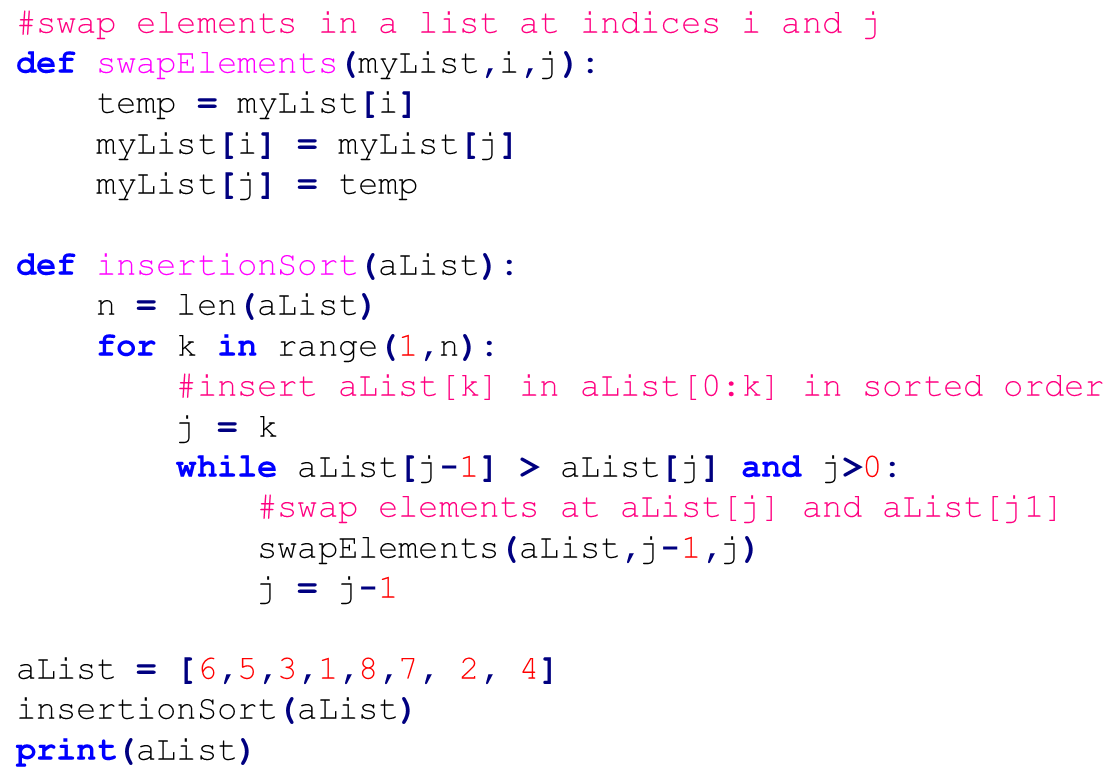 #swap elements in a list at indices i and j
def swapElements(myList,i,j):
    temp = myList[i]
    myList[i] = myList[j]
    myList[j] = temp

def insertionSort(aList):
    n = len(aList)
    for k in range(1,n):
        #insert aList[k] in aList[0:k] in sorted order
        j = k
        while aList[j-1] > aList[j] and j>0:
            #swap elements at aList[j] and aList[j1]
            swapElements(aList,j-1,j)
            j = j-1

aList = [6,5,3,1,8,7, 2, 4]
insertionSort(aList)
print(aList)